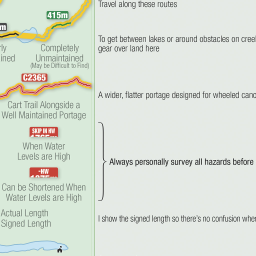 Travel along these routes
415m
Completely
Unmaintained
(May be Difficult to Find)
To get between lakes or around obstacles on
gear over land here
C2365
Cart Trail Alongside a
Well Maintained Portage
A wider, flatter portage designed for wheeled
SKIP IN HW
When Water
Levels are High
-HW
Can be Shortened When
Water Levels are High
Always personally survey all hazards before
Actual Length
Signed Length
I show the signed length so there's no confusion